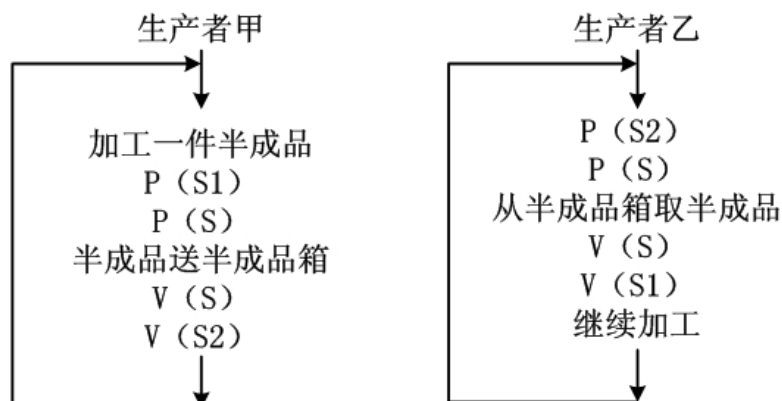 生产者甲
加工一件半成品
P（S1）
P（S）
半成品送半成品箱
V（S）
V（S2）
生产者乙
P（S2）
P（S）
从半成品箱取半成品
V（S）
V（S1）
继续加工